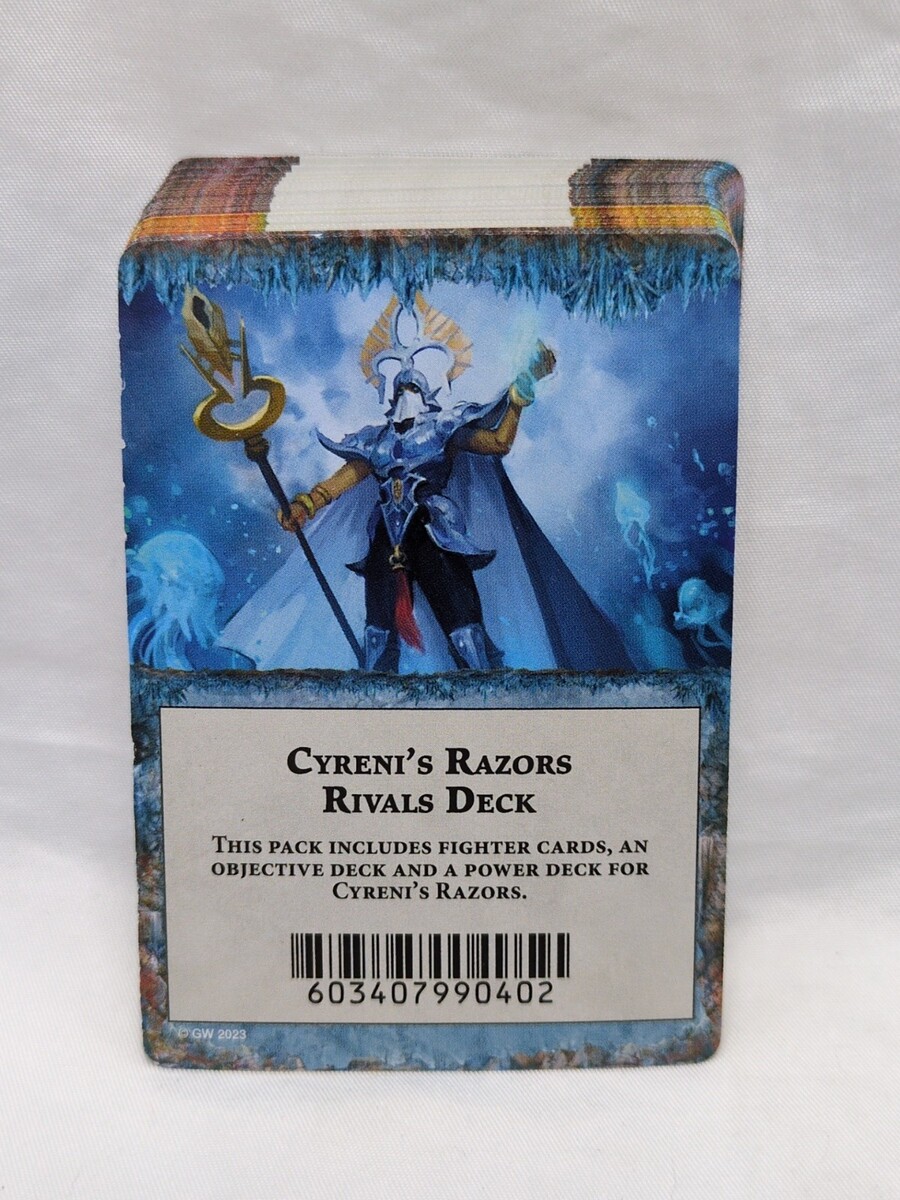 Cyreni's Razors
Rivals Deck
This pack includes fighter cards, an
objective deck and a power deck for
Cyreni's Razors.
603407990402
© GW 2023